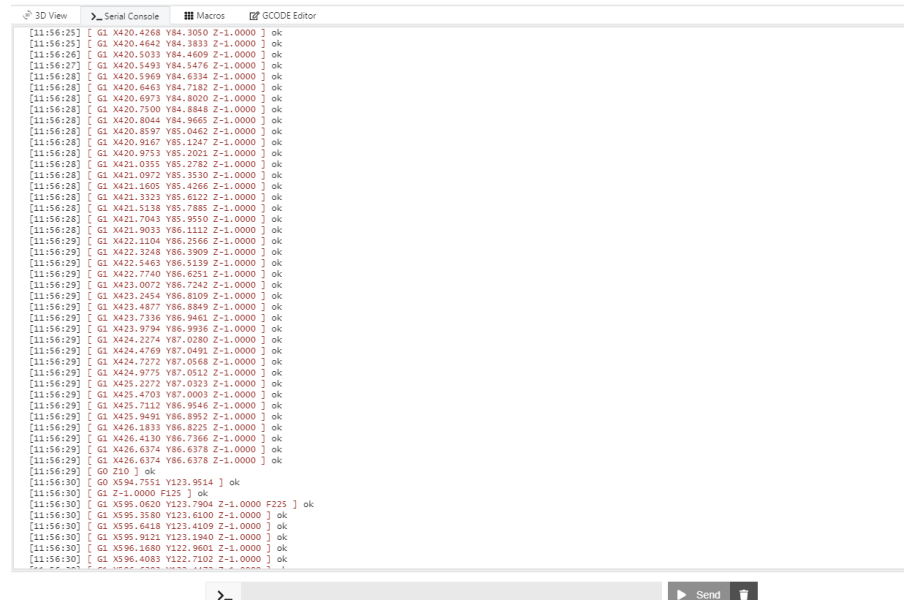 3D View >_ Serial Console Macros GCODE Editor
[11:56:25] [ G1 X420.4268 Y84.3050 Z-1.0000 ] ok
[11:56:25] [ G1 X420.4642 Y84.3833 Z-1.0000 ] ok
[11:56:26] [ G1 X420.5033 Y84.4609 Z-1.0000 ] ok
[11:56:27] [ G1 X420.5493 Y84.5476 Z-1.0000 ] ok
[11:56:28] [ G1 X420.5969 Y84.6334 Z-1.0000 ] ok
[11:56:28] [ G1 X420.6463 Y84.7182 Z-1.0000 ] ok
[11:56:28] [ G1 X420.6973 Y84.8020 Z-1.0000 ] ok
[11:56:28] [ G1 X420.7500 Y84.8848 Z-1.0000 ] ok
[11:56:28] [ G1 X420.8044 Y84.9665 Z-1.0000 ] ok
[11:56:28] [ G1 X420.8597 Y85.0462 Z-1.0000 ] ok
[11:56:28] [ G1 X420.9167 Y85.1247 Z-1.0000 ] ok
[11:56:28] [ G1 X420.9753 Y85.2021 Z-1.0000 ] ok
[11:56:28] [ G1 X421.0355 Y85.2782 Z-1.0000 ] ok
[11:56:28] [ G1 X421.0972 Y85.3530 Z-1.0000 ] ok
[11:56:28] [ G1 X421.1605 Y85.4266 Z-1.0000 ] ok
[11:56:28] [ G1 X421.3323 Y85.6122 Z-1.0000 ] ok
[11:56:28] [ G1 X421.5138 Y85.7885 Z-1.0000 ] ok
[11:56:28] [ G1 X421.7043 Y85.9550 Z-1.0000 ] ok
[11:56:28] [ G1 X421.9033 Y86.1112 Z-1.0000 ] ok
[11:56:29] [ G1 X422.1104 Y86.2566 Z-1.0000 ] ok
[11:56:29] [ G1 X422.3248 Y86.3909 Z-1.0000 ] ok
[11:56:29] [ G1 X422.5463 Y86.5139 Z-1.0000 ] ok
[11:56:29] [ G1 X422.7740 Y86.6251 Z-1.0000 ] ok
[11:56:29] [ G1 X423.0072 Y86.7242 Z-1.0000 ] ok
[11:56:29] [ G1 X423.2454 Y86.8109 Z-1.0000 ] ok
[11:56:29] [ G1 X423.4877 Y86.8849 Z-1.0000 ] ok
[11:56:29] [ G1 X423.7336 Y86.9461 Z-1.0000 ] ok
[11:56:29] [ G1 X423.9794 Y86.9936 Z-1.0000 ] ok
[11:56:29] [ G1 X424.2274 Y87.0280 Z-1.0000 ] ok
[11:56:29] [ G1 X424.4769 Y87.0491 Z-1.0000 ] ok
[11:56:29] [ G1 X424.7272 Y87.0568 Z-1.0000 ] ok
[11:56:29] [ G1 X424.9775 Y87.0512 Z-1.0000 ] ok
[11:56:29] [ G1 X425.2272 Y87.0323 Z-1.0000 ] ok
[11:56:29] [ G1 X425.4703 Y87.0003 Z-1.0000 ] ok
[11:56:29] [ G1 X425.7112 Y86.9546 Z-1.0000 ] ok
[11:56:29] [ G1 X425.9491 Y86.8952 Z-1.0000 ] ok
[11:56:29] [ G1 X426.1833 Y86.8225 Z-1.0000 ] ok
[11:56:29] [ G1 X426.4130 Y86.7366 Z-1.0000 ] ok
[11:56:29] [ G1 X426.6374 Y86.6378 Z-1.0000 ] ok
[11:56:29] [ G1 X426.6374 Y86.6378 Z-1.0000 ] ok
[11:56:29] [ G0 Z10 ] ok
[11:56:30] [ G0 X594.7551 Y123.9514 ] ok
[11:56:30] [ G1 Z-1.0000 F125 ] ok
[11:56:30] [ G1 X595.0620 Y123.7904 Z-1.0000 F225 ] ok
[11:56:30] [ G1 X595.3580 Y123.6100 Z-1.0000 ] ok
[11:56:30] [ G1 X595.6418 Y123.4109 Z-1.0000 ] ok
[11:56:30] [ G1 X595.9121 Y123.1940 Z-1.0000 ] ok
[11:56:30] [ G1 X596.1680 Y122.9601 Z-1.0000 ] ok
[11:56:30] [ G1 X596.4083 Y122.7102 Z-1.0000 ] ok
>_ Send